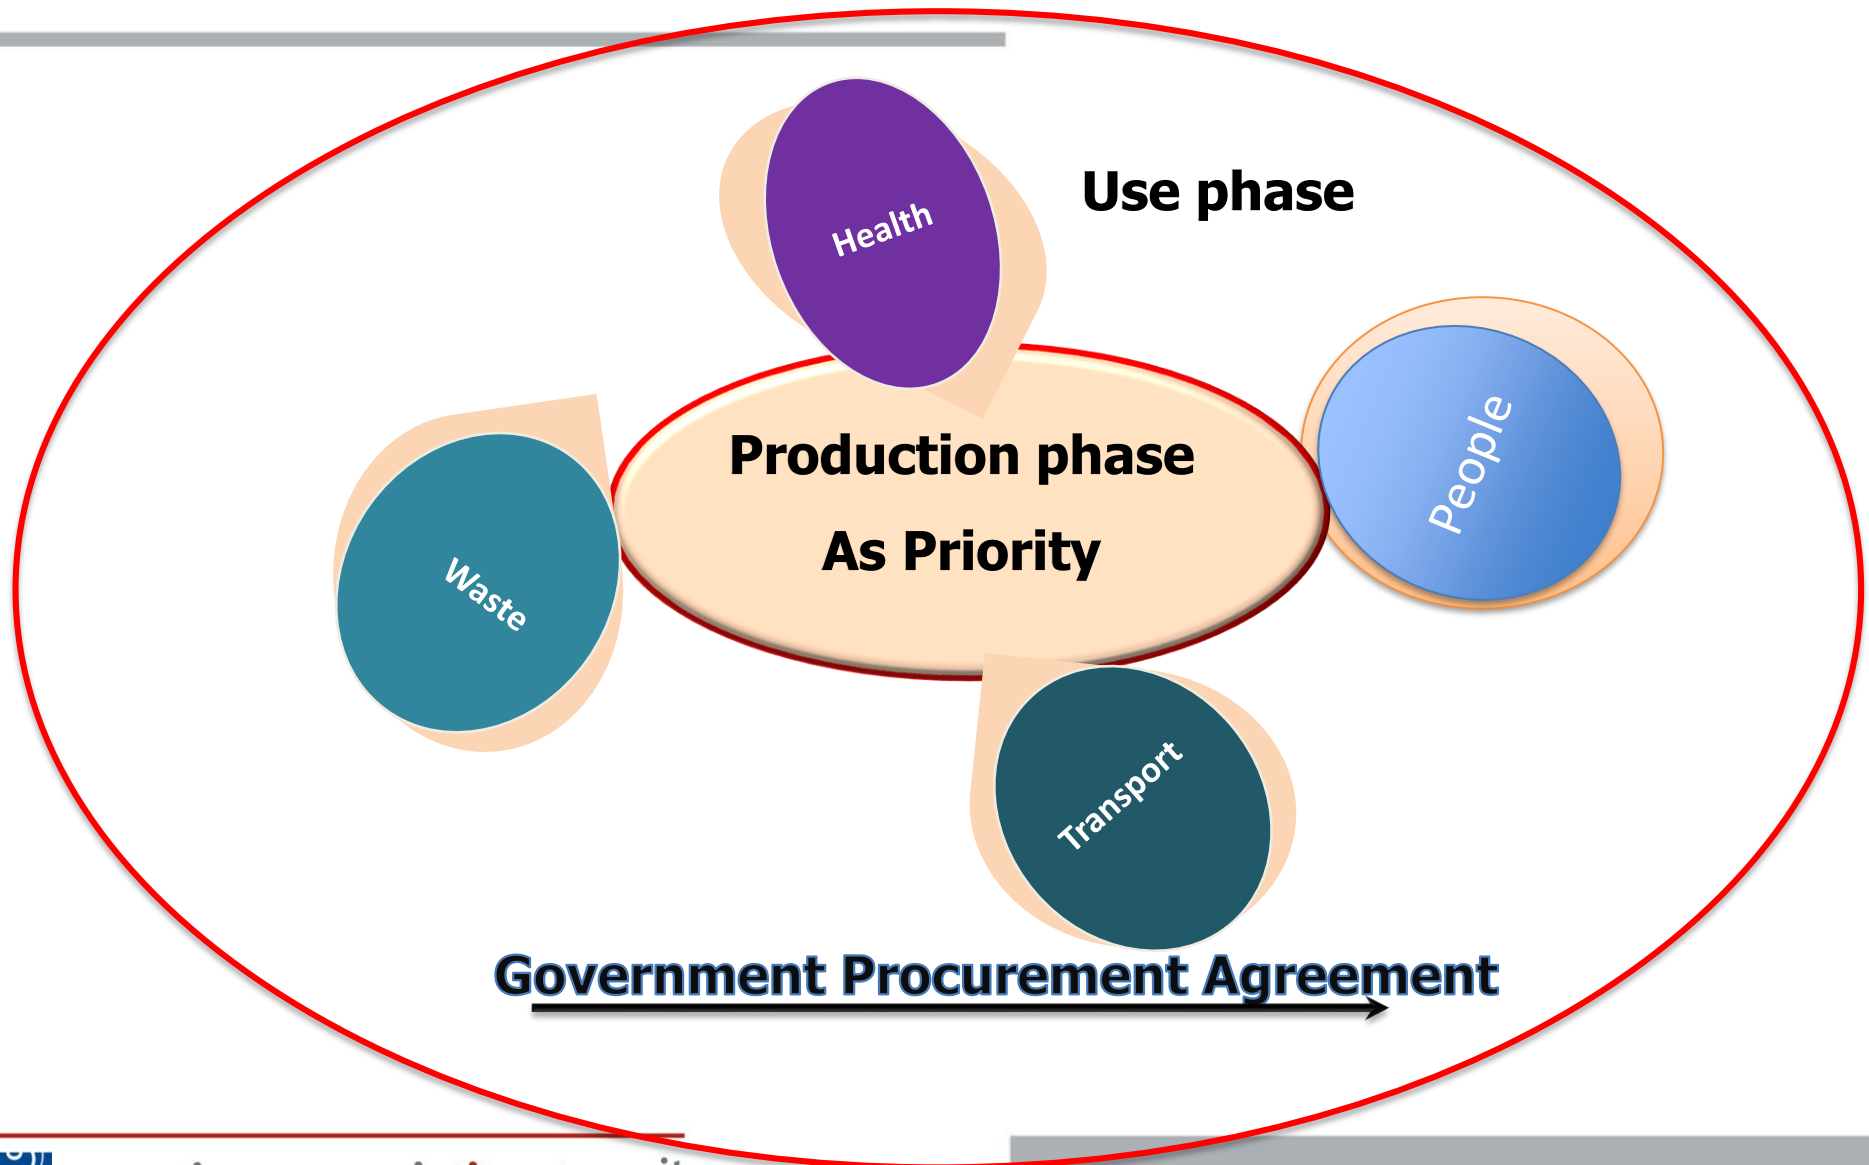 Health
Use phase
People
Production phase
As Priority
Waste
Transport
Government Procurement Agreement